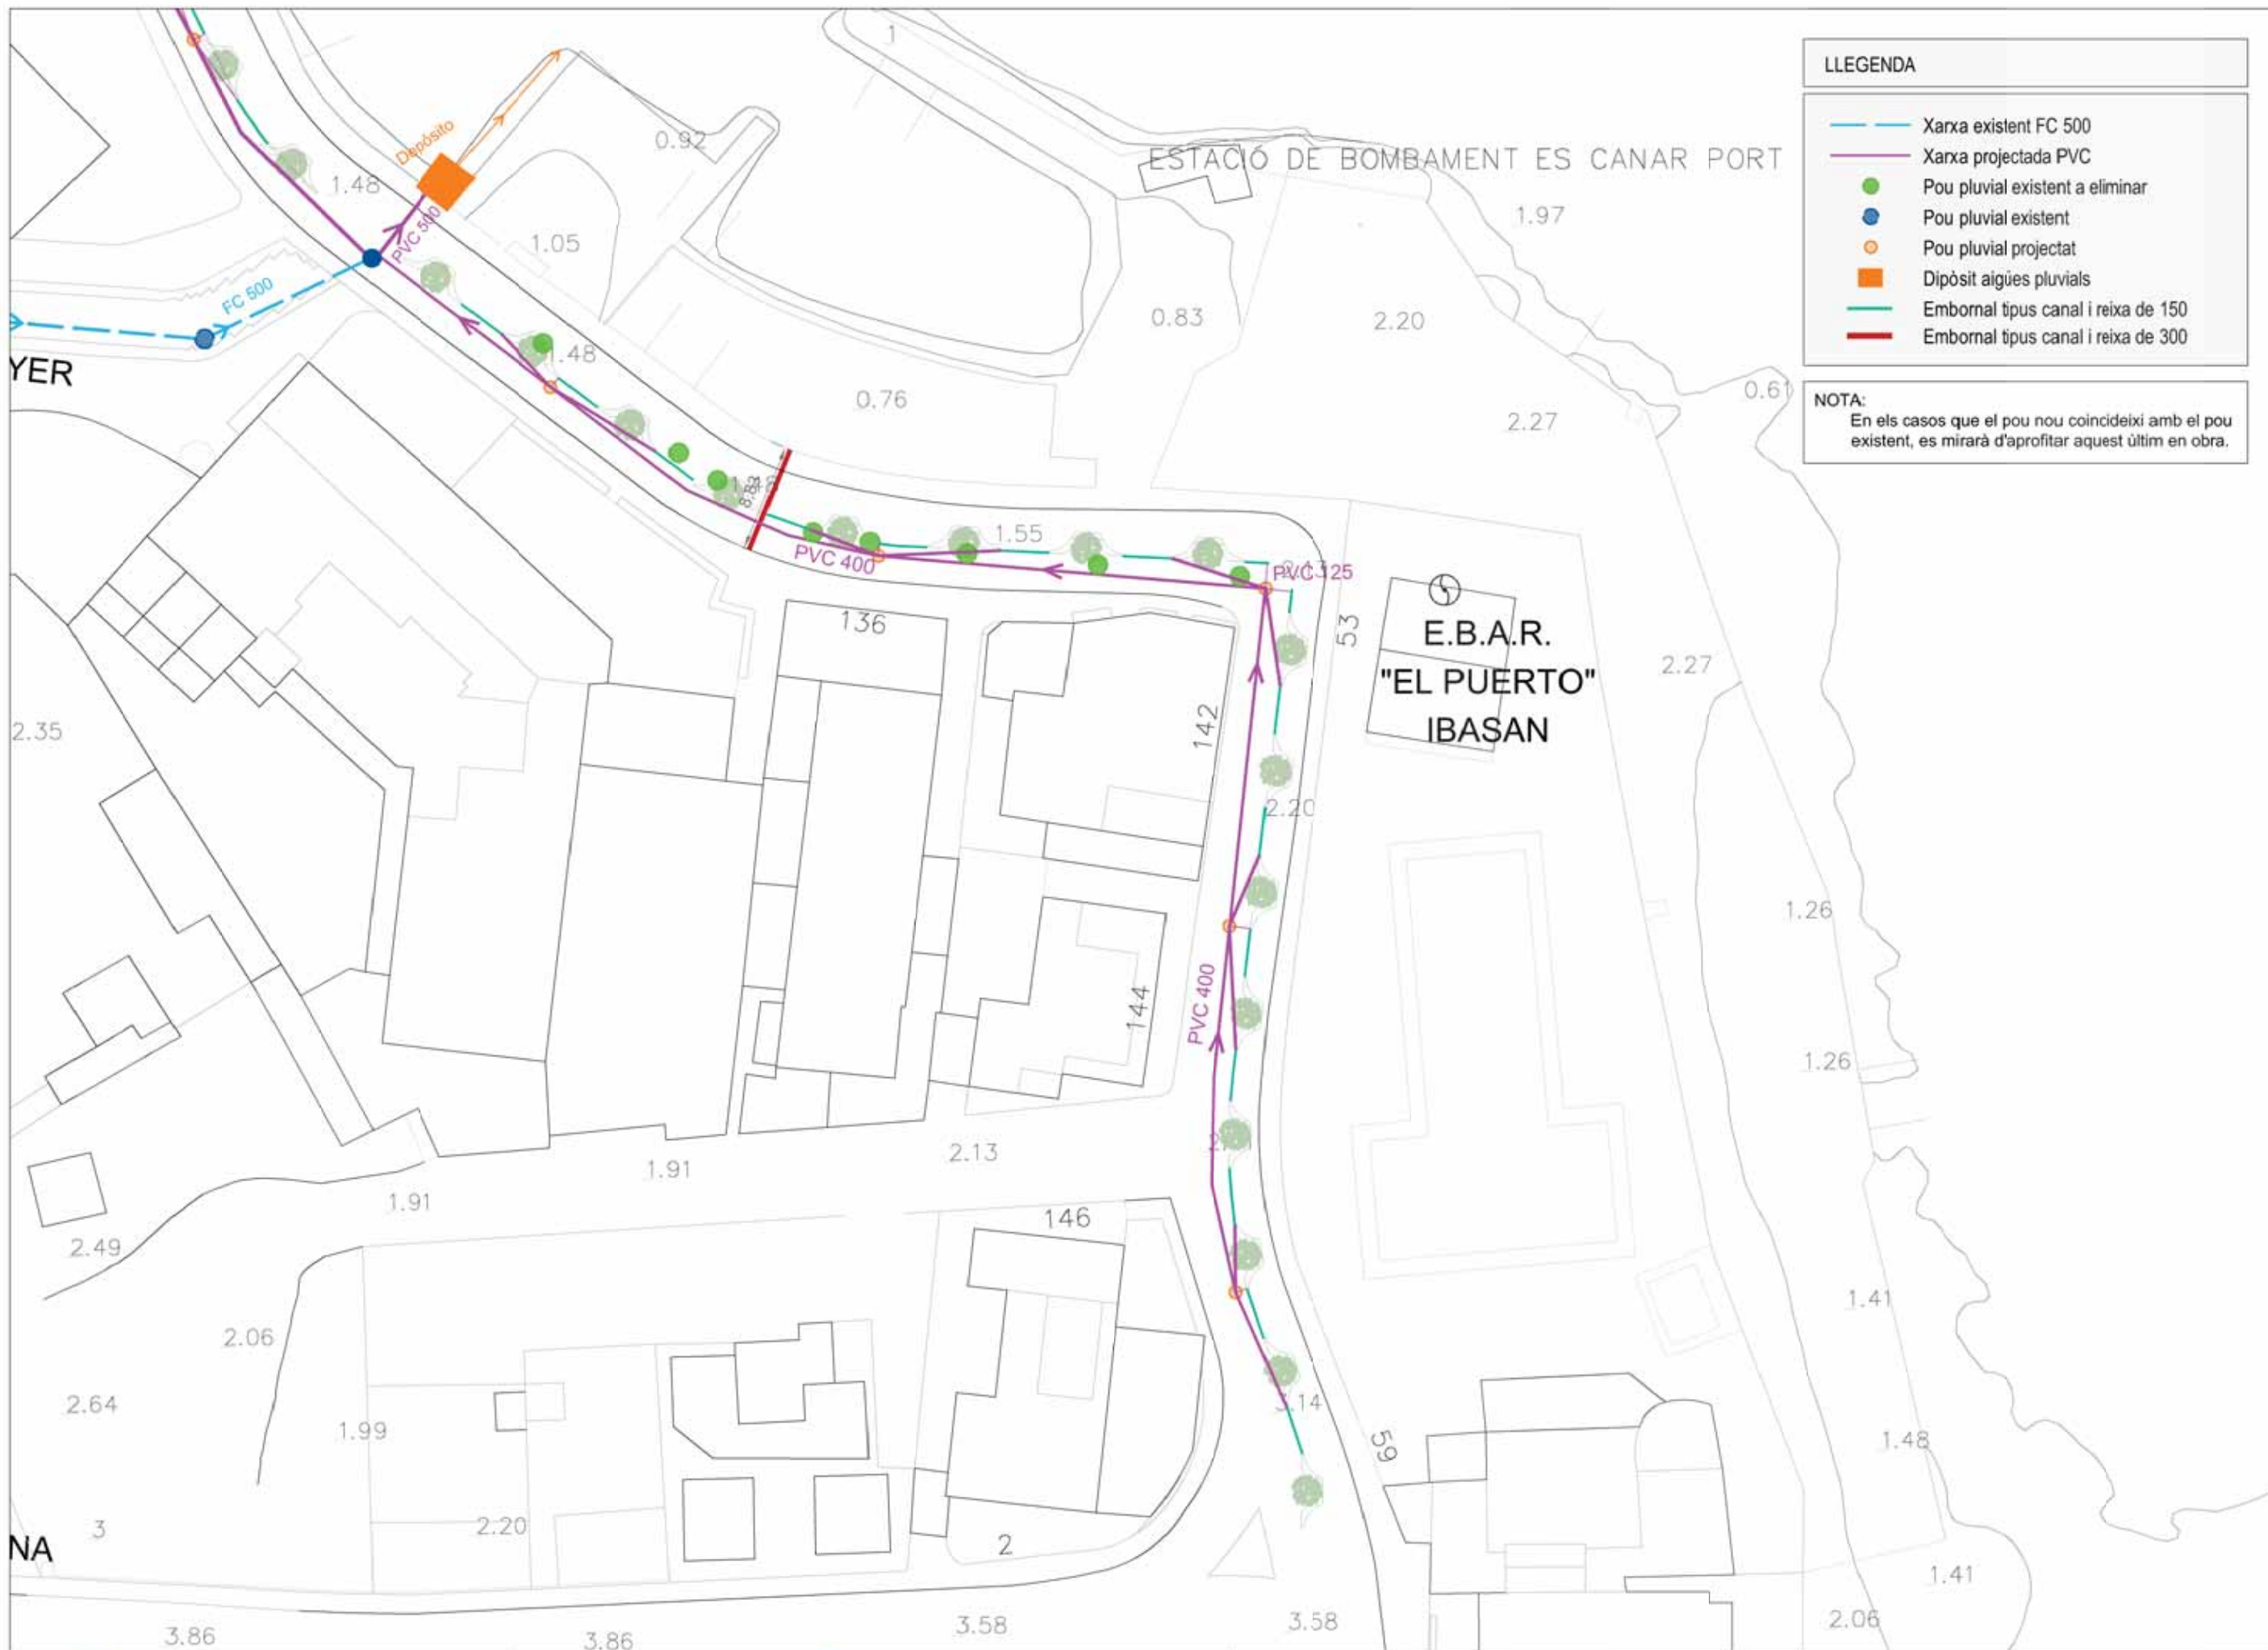 LLEGENDA
Xarxa existent FC 500
Xarxa projectada PVC
Pou pluvial existent a eliminar
Pou pluvial existent
Pou pluvial projectat
Dipòsit aigües pluvials
Embornal tipus canal i reixa de 150
Embornal tipus canal i reixa de 300
NOTA:
En els casos que el pou nou coincideixi amb el pou
existent, es mirarà d'aprofitar aquest últim en obra.
1
Depósito
0.92
ESTACIÓ DE BOMBAMENT ES CANAR PORT
1.48
PVC 500
1.05
1.97
FC 500
0.83
2.20
1.48
YER
0.76
0.61
2.27
8.83
1.55
PVC 400
PVC 125
136
53
E.B.A.R.
"EL PUERTO"
IBASAN
2.27
2.35
142
2.20
1.26
PVC 400
144
1.26
2.13
1.91
1.91
146
2.49
1.41
2.06
2.64
3.14
1.99
59
1.48
3
2.20
NA
2
1.41
3.86
3.86
3.58
3.58
2.06